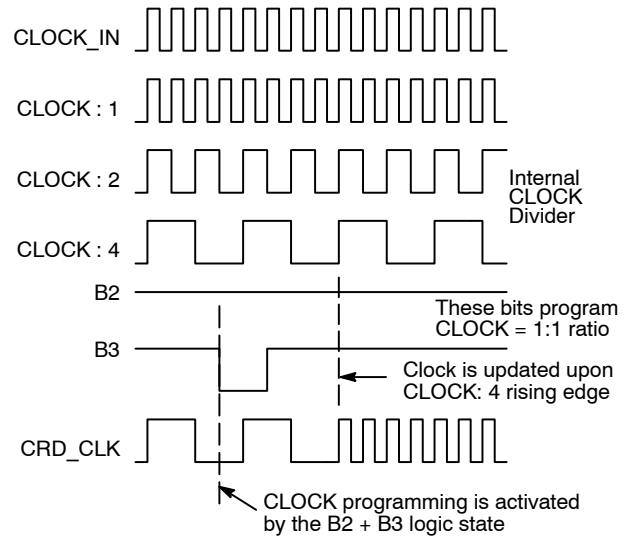 CLOCK_IN
CLOCK : 1
CLOCK : 2
Internal
CLOCK
Divider
CLOCK : 4
B2
These bits program
CLOCK = 1:1 ratio
B3
Clock is updated upon
CLOCK: 4 rising edge
CRD_CLK
CLOCK programming is activated
by the B2 + B3 logic state